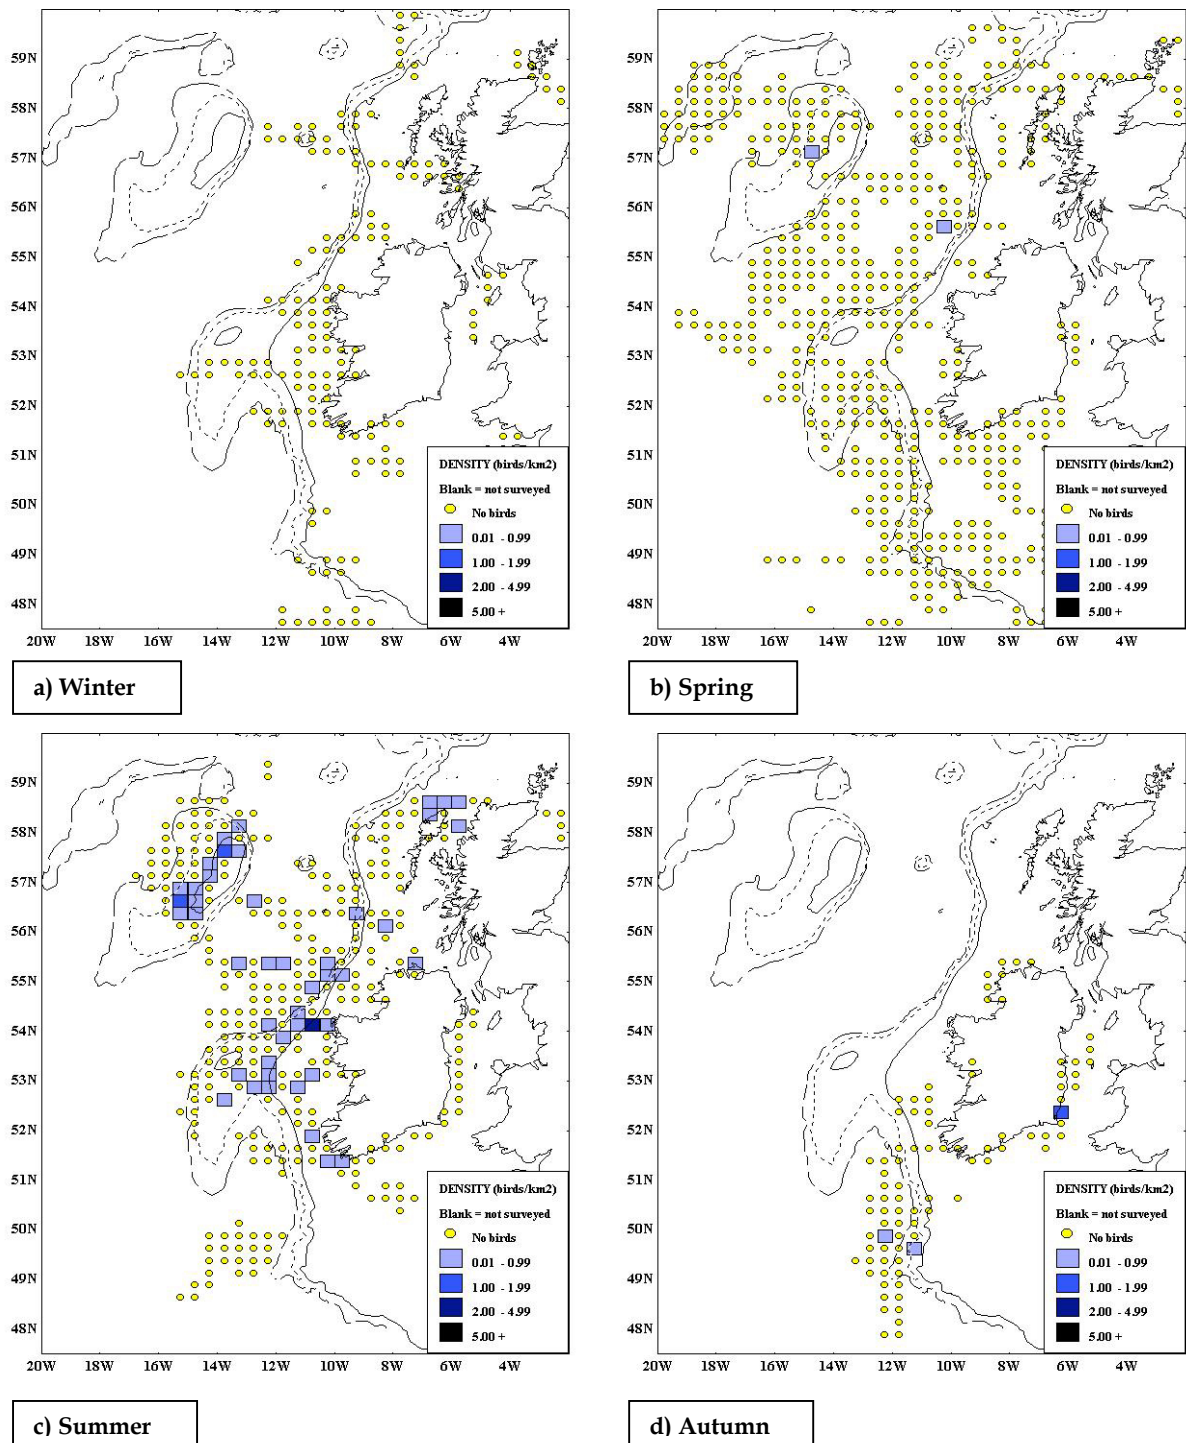 59N
58N
57N
56N
55N
54N
53N
52N
51N
50N
49N
48N
20W 16W 14W 12W 10W 8W 6W 4W
DENSITY (birds/km2)
Blank = not surveyed
No birds
0.01 - 0.99
1.00 - 1.99
2.00 - 4.99
5.00 +
a) Winter
59N
58N
57N
56N
55N
54N
53N
52N
51N
50N
49N
48N
20W 16W 14W 12W 10W 8W 6W 4W
DENSITY (birds/km2)
Blank = not surveyed
No birds
0.01 - 0.99
1.00 - 1.99
2.00 - 4.99
5.00 +
b) Spring
59N
58N
57N
56N
55N
54N
53N
52N
51N
50N
49N
48N
20W 16W 14W 12W 10W 8W 6W 4W
DENSITY (birds/km2)
Blank = not surveyed
No birds
0.01 - 0.99
1.00 - 1.99
2.00 - 4.99
5.00 +
c) Summer
59N
58N
57N
56N
55N
54N
53N
52N
51N
50N
49N
48N
20W 16W 14W 12W 10W 8W 6W 4W
DENSITY (birds/km2)
Blank = not surveyed
No birds
0.01 - 0.99
1.00 - 1.99
2.00 - 4.99
5.00 +
d) Autumn